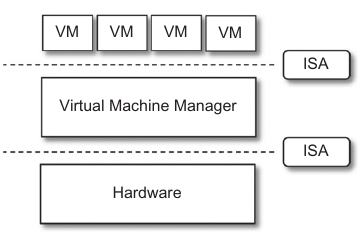 VM VM VM VM
ISA
Virtual Machine Manager
ISA
Hardware